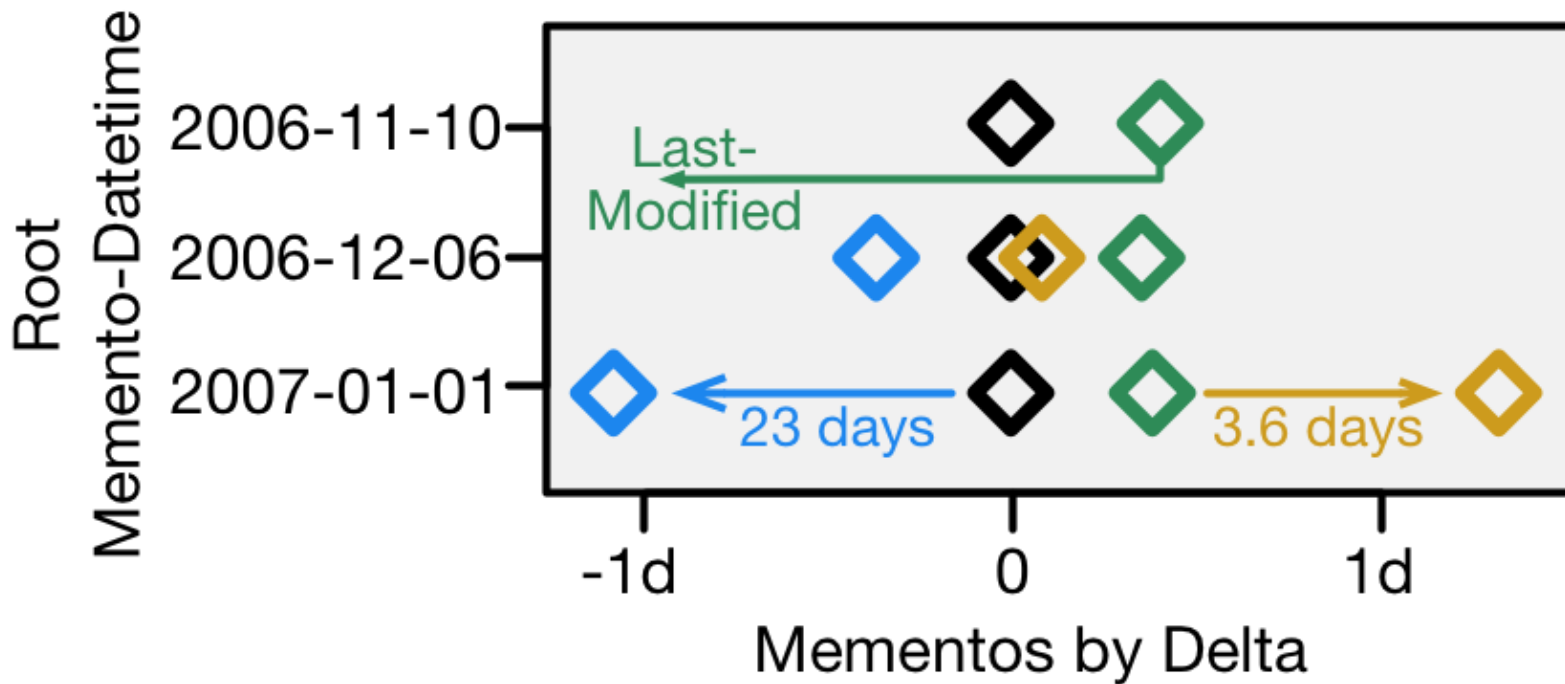 Root
Memento-Datetime
2006-11-10
2006-12-06
2007-01-01
Last-
Modified
23 days
3.6 days
-1d
0
1d
Mementos by Delta